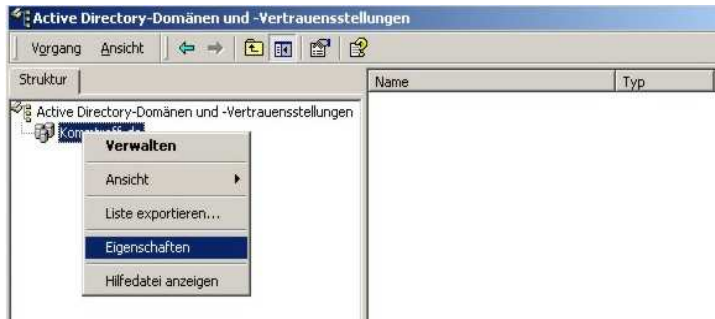 Active Directory-Domänen und -Vertrauensstellungen
Vorgang Ansicht
Struktur
Name Typ
Active Directory-Domänen und -Vertrauensstellungen
Verwalten
Ansicht
Liste exportieren...
Eigenschaften
Hilfedatei anzeigen